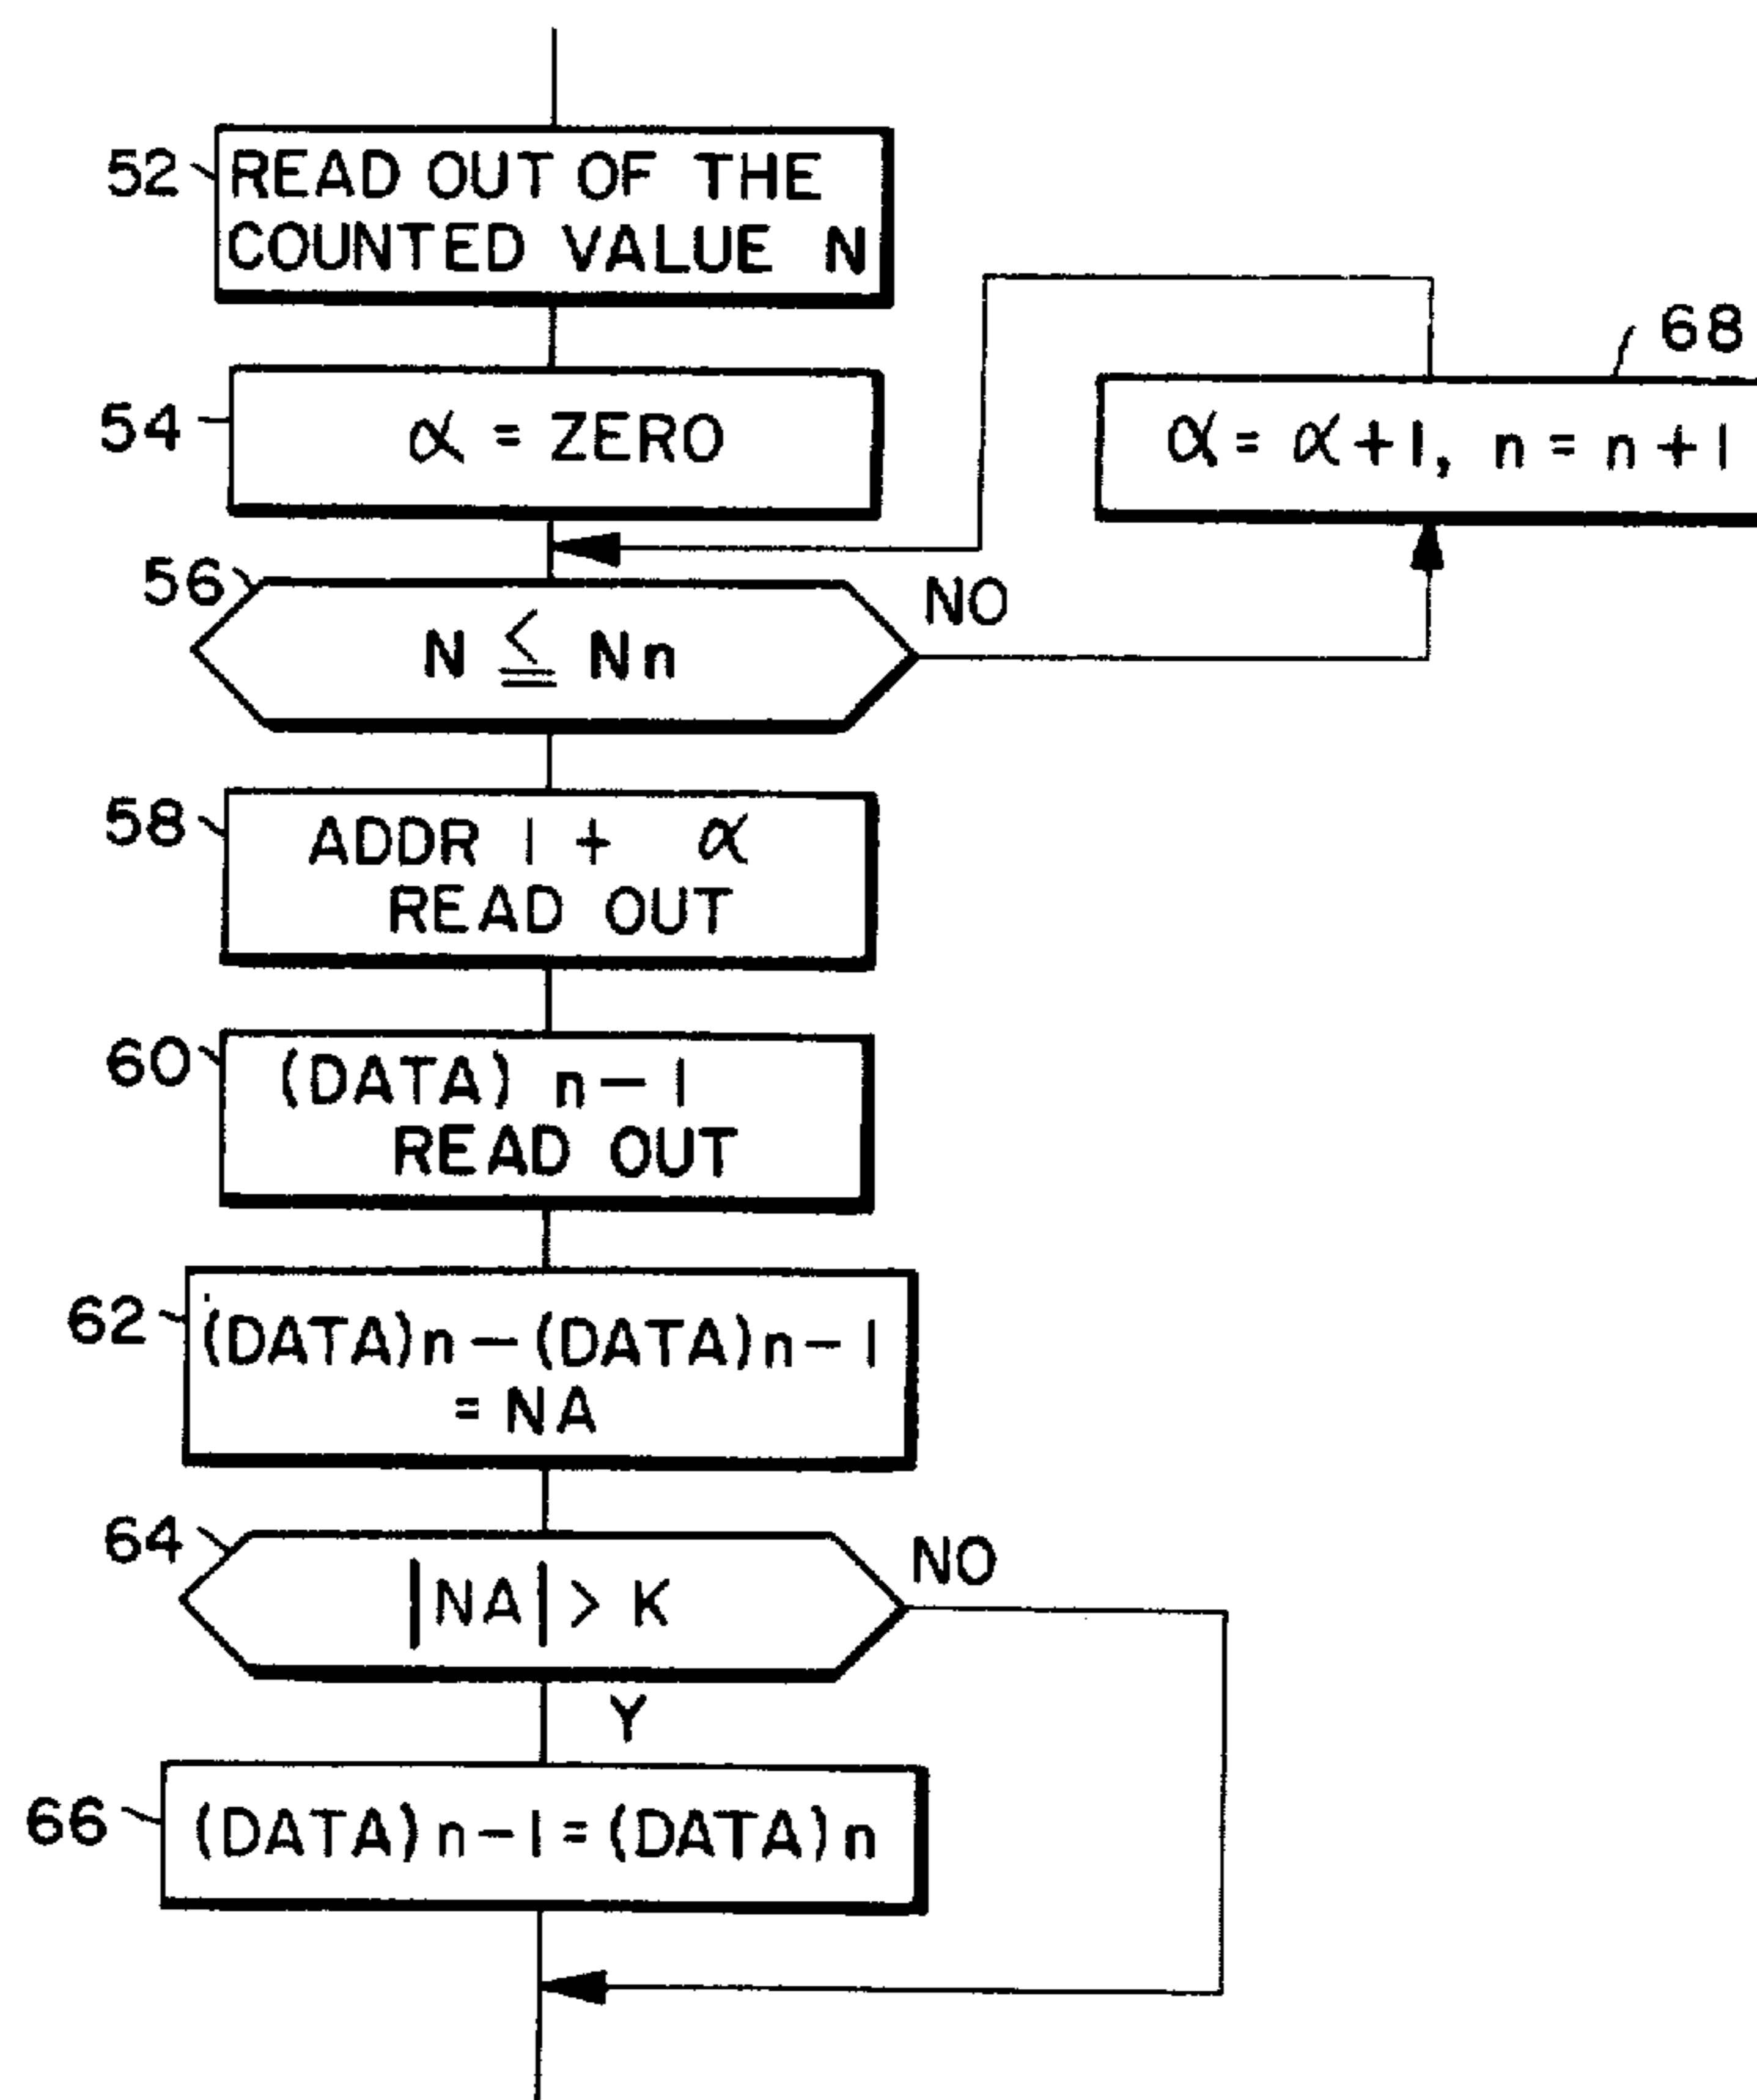 52
READ OUT OF THE
COUNTED VALUE N
54
α = ZERO
68
α = α+1, n = n+1
56
N ≦ Nn
NO
58
ADDR 1 + α
READ OUT
60
(DATA) n-1
READ OUT
62
(DATA)n-(DATA)n-1
= NA
64
|NA| > K
NO
Y
66
(DATA)n-1=(DATA)n